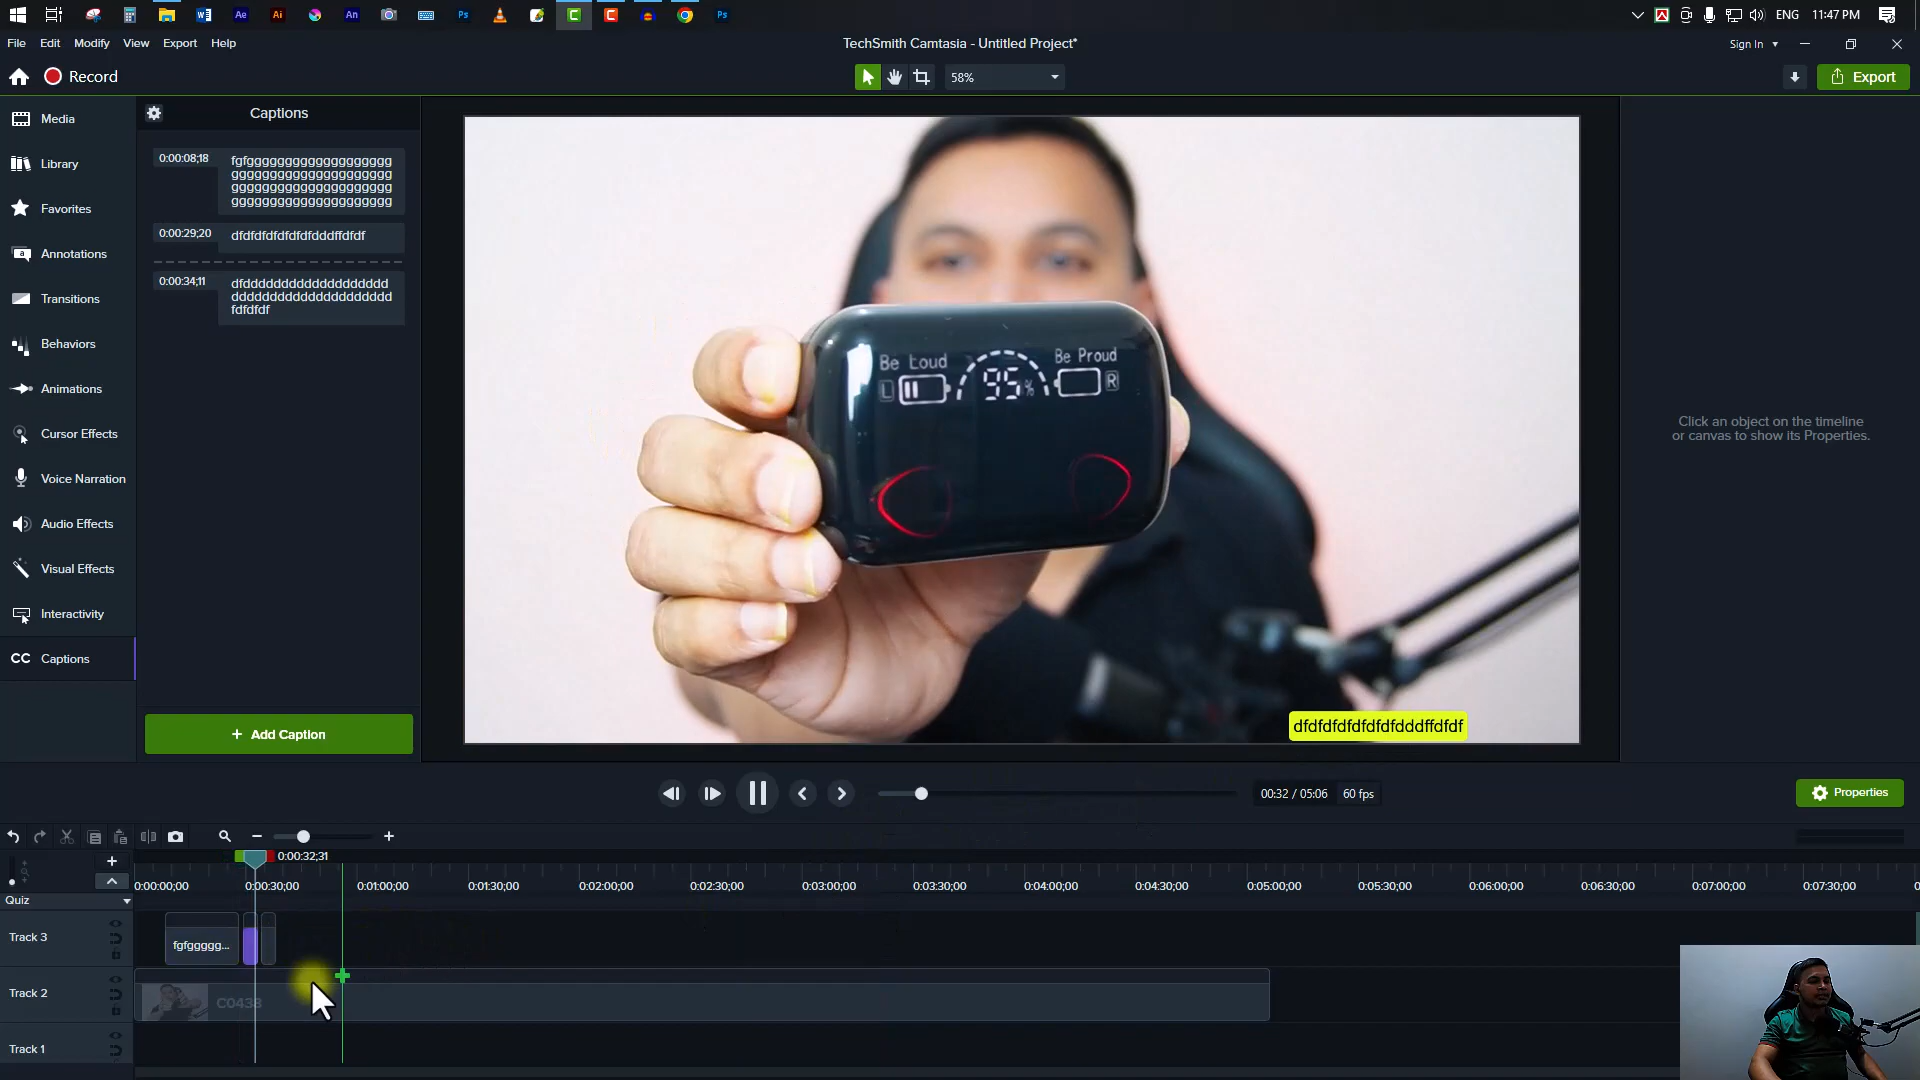 Ae
Ai
An
Ps
Ps
ENG
11:47 PM
File
Edit
Modify
View
Export
Help
TechSmith Camtasia - Untitled Project*
Sign In
Record
58%
Export
Media
Library
Favorites
Annotations
Transitions
Behaviors
Animations
Cursor Effects
Voice Narration
Audio Effects
Visual Effects
Interactivity
CC Captions
Captions
0:00:08;18
0:00:29;20
dfdfdfdfdfdfdfdddffdfdf
0:00:34;11
fdfdfdf
+ Add Caption
Be Loud
Be Proud
L
95%
R
dfdfdfdfdfdfdfdddffdfdf
Click an object on the timeline
or canvas to show its Properties.
00:32 / 05:06
60 fps
Properties
0:00:32;31
0:00:00;00
0:00:30;00
0:01:00;00
0:01:30;00
0:02:00;00
0:02:30;00
0:03:00;00
0:03:30;00
0:04:00;00
0:04:30;00
0:05:00;00
0:05:30;00
0:06:00;00
0:06:30;00
0:07:00;00
0:07:30;00
Quiz
Track 3
fgfggggg...
Track 2
C0438
Track 1